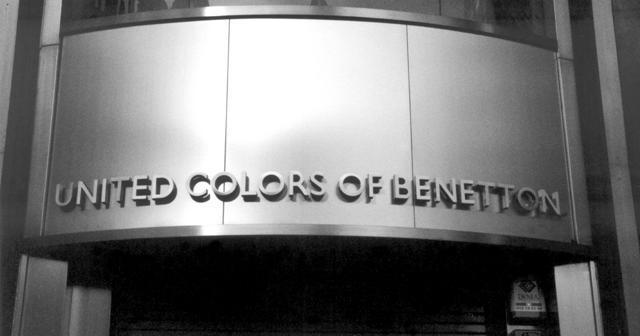 UNITED COLORS OF BENETTON